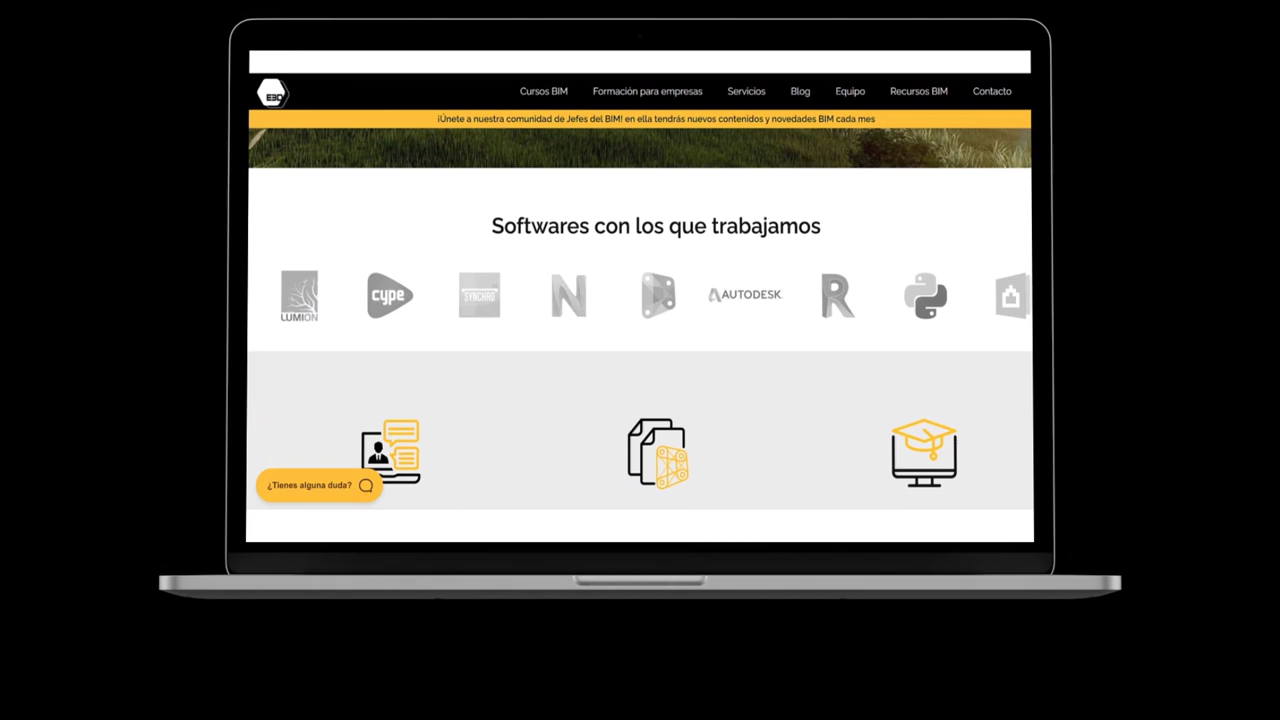 Cursos BIM Formación para empresas Servicios Blog Equipo Recursos BIM Contacto
¡Únete a nuestra comunidad de Jefes del BIM! en ella tendrás nuevos contenidos y novedades BIM cada mes
Softwares con los que trabajamos
LUMION cype SYNCHRO N AUTODESK R
¿Tienes alguna duda?